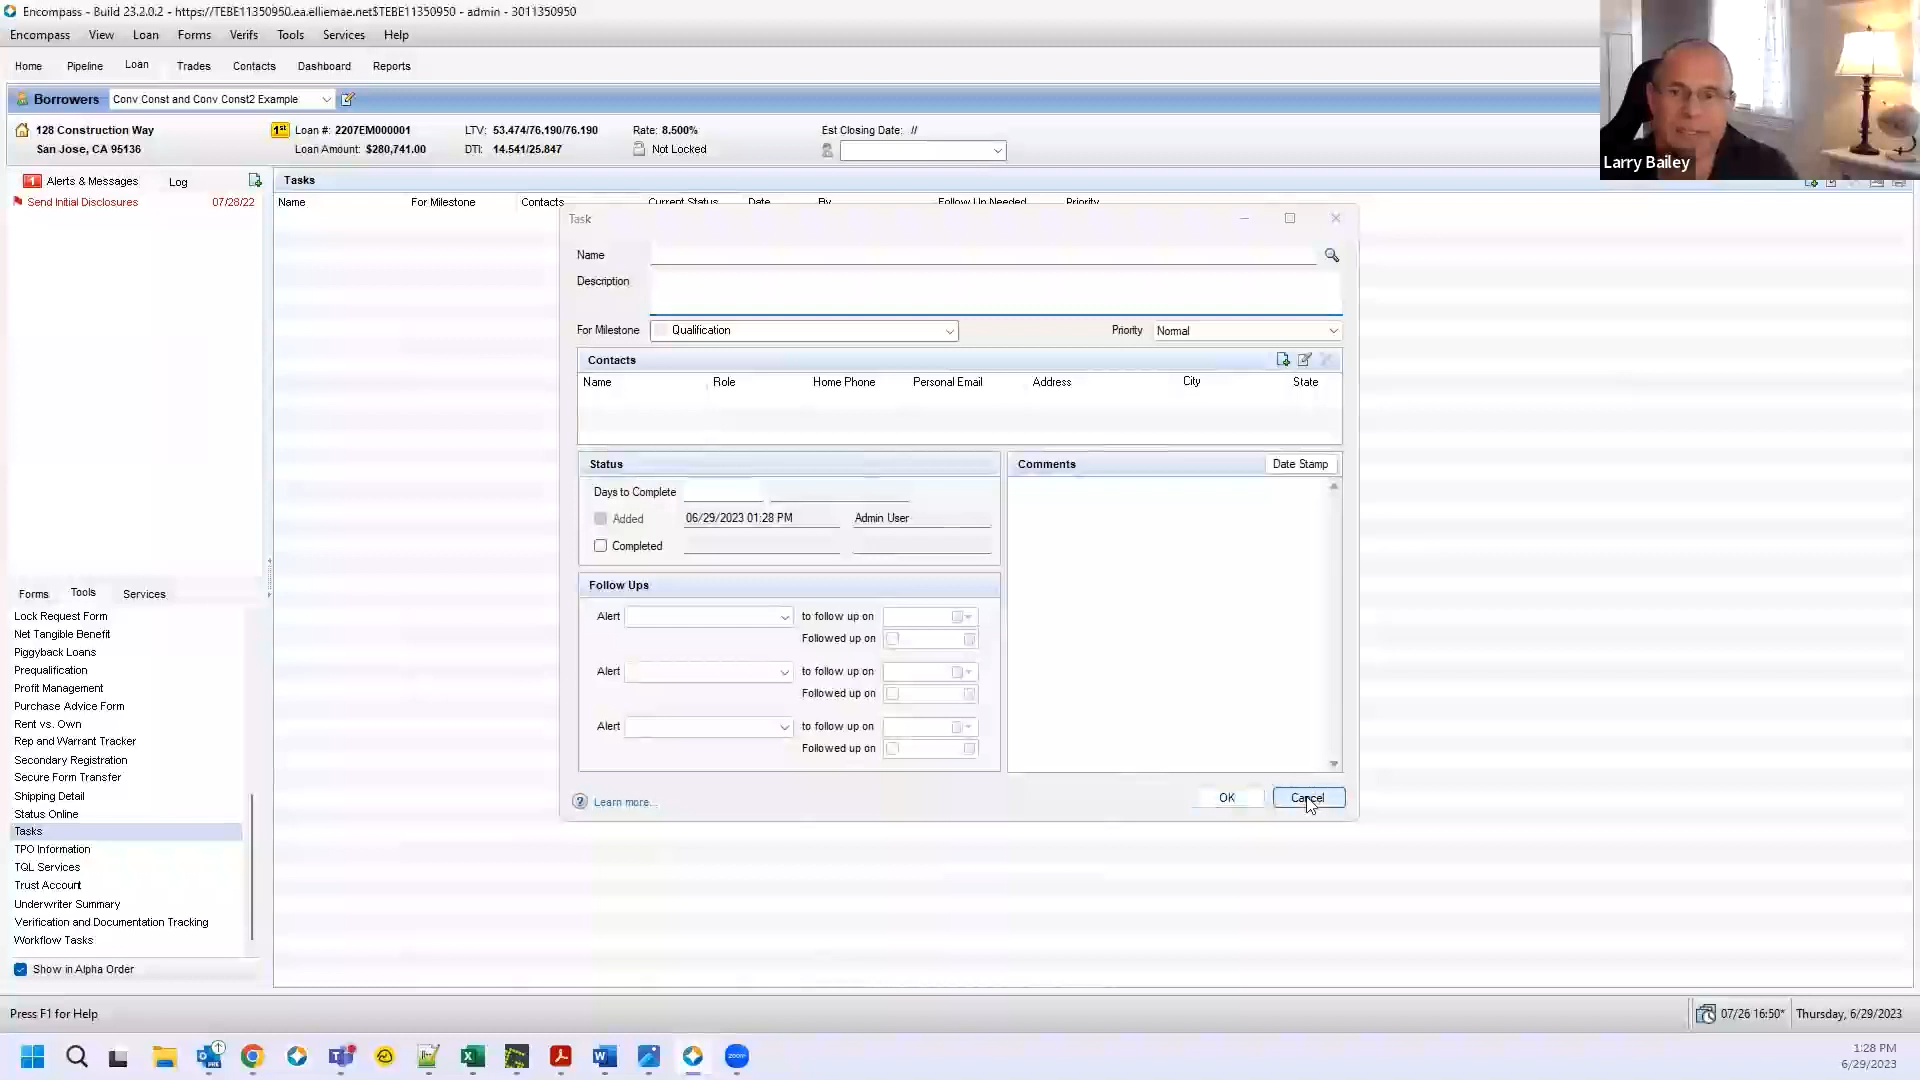 Encompass - Build 23.2.0.2 - https://TEBE11350950.ea.elliemae.net$TEBE11350950 - admin - 3011350950
Encompass View Loan Forms Verifs Tools Services Help
Home Pipeline Loan Trades Contacts Dashboard Reports
Borrowers Conv Const and Conv Const2 Example
128 Construction Way 1st Loan #: 2207EM000001 LTV: 53.474/76.190/76.190 Rate: 8.500% Est Closing Date: //
San Jose, CA 95136 Loan Amount: $280,741.00 DTI: 14.541/25.847 Not Locked
Larry Bailey
1 Alerts & Messages Log
Send Initial Disclosures 07/28/22
Tasks
Name For Milestone Contacts Current Status Date By Follow Up Needed Priority
Task
Name
Description
For Milestone Qualification Priority Normal
Contacts
Name Role Home Phone Personal Email Address City State
Status
Days to Complete
Added 06/29/2023 01:28 PM Admin User
Completed
Comments Date Stamp
Follow Ups
Alert to follow up on
Followed up on
Alert to follow up on
Followed up on
Alert to follow up on
Followed up on
? Learn more...
OK Cancel
Forms Tools Services
Lock Request Form
Net Tangible Benefit
Piggyback Loans
Prequalification
Profit Management
Purchase Advice Form
Rent vs. Own
Rep and Warrant Tracker
Secondary Registration
Secure Form Transfer
Shipping Detail
Status Online
Tasks
TPO Information
TQL Services
Trust Account
Underwriter Summary
Verification and Documentation Tracking
Workflow Tasks
Show in Alpha Order
Press F1 for Help
07/26 16:50* Thursday, 6/29/2023
zoom
1:28 PM
6/29/2023